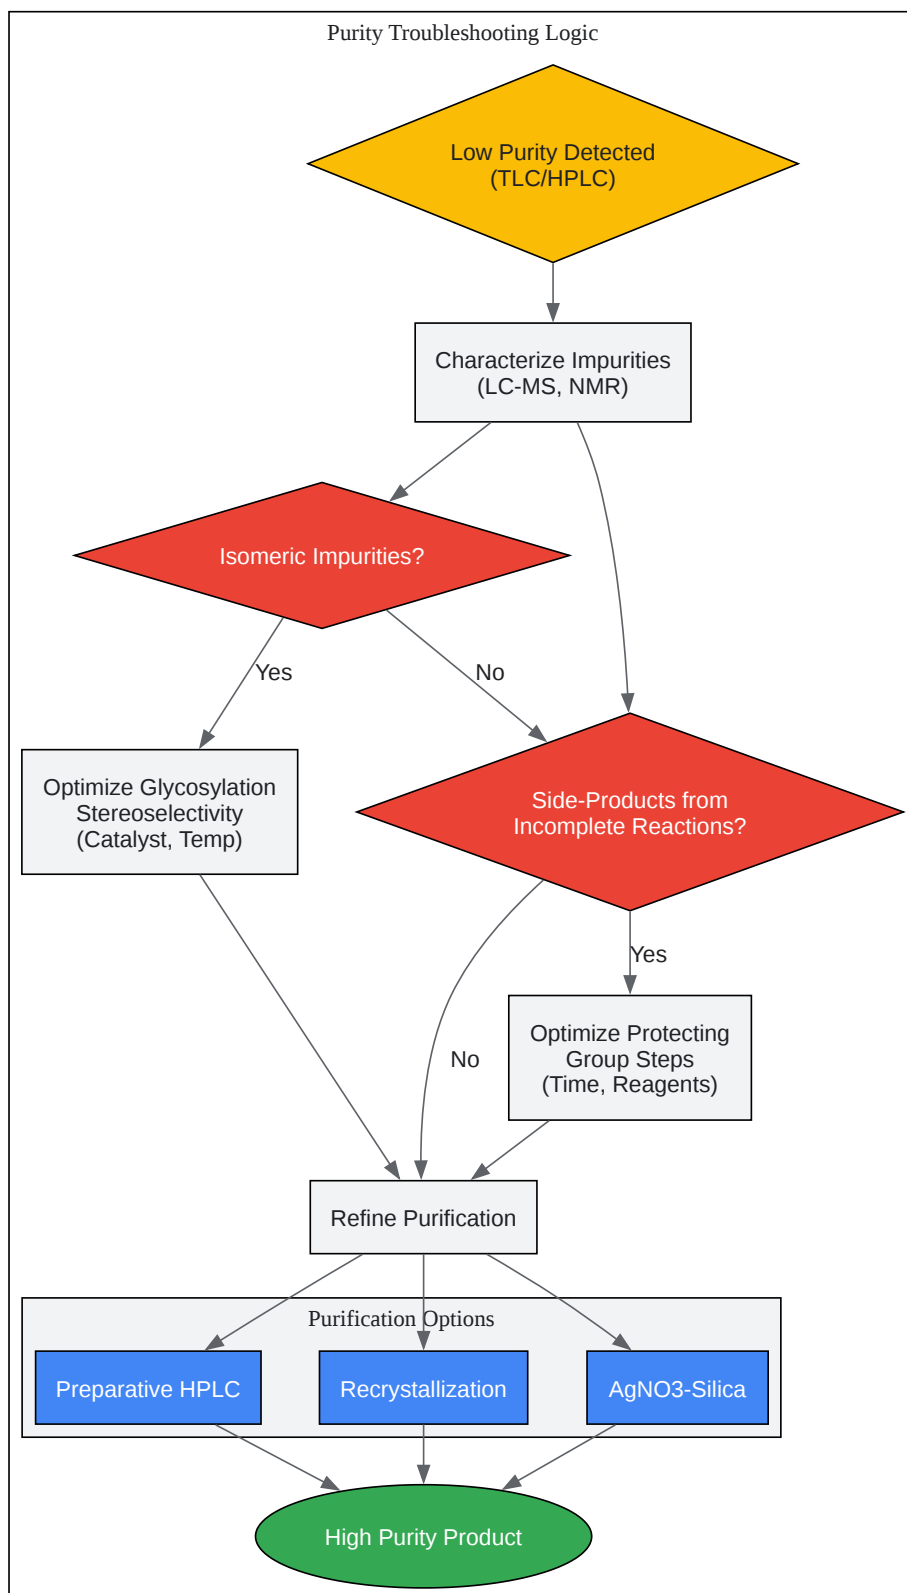 Purity Troubleshooting Logic
Low Purity Detected
(TLC/HPLC)
Characterize Impurities
(LC-MS, NMR)
Isomeric Impurities?
Yes
No
Optimize Glycosylation
Stereoselectivity
(Catalyst, Temp)
Side-Products from
Incomplete Reactions?
Yes
No
Optimize Protecting
Group Steps
(Time, Reagents)
Refine Purification
Purification Options
Preparative HPLC
Recrystallization
AgNO3-Silica
High Purity Product